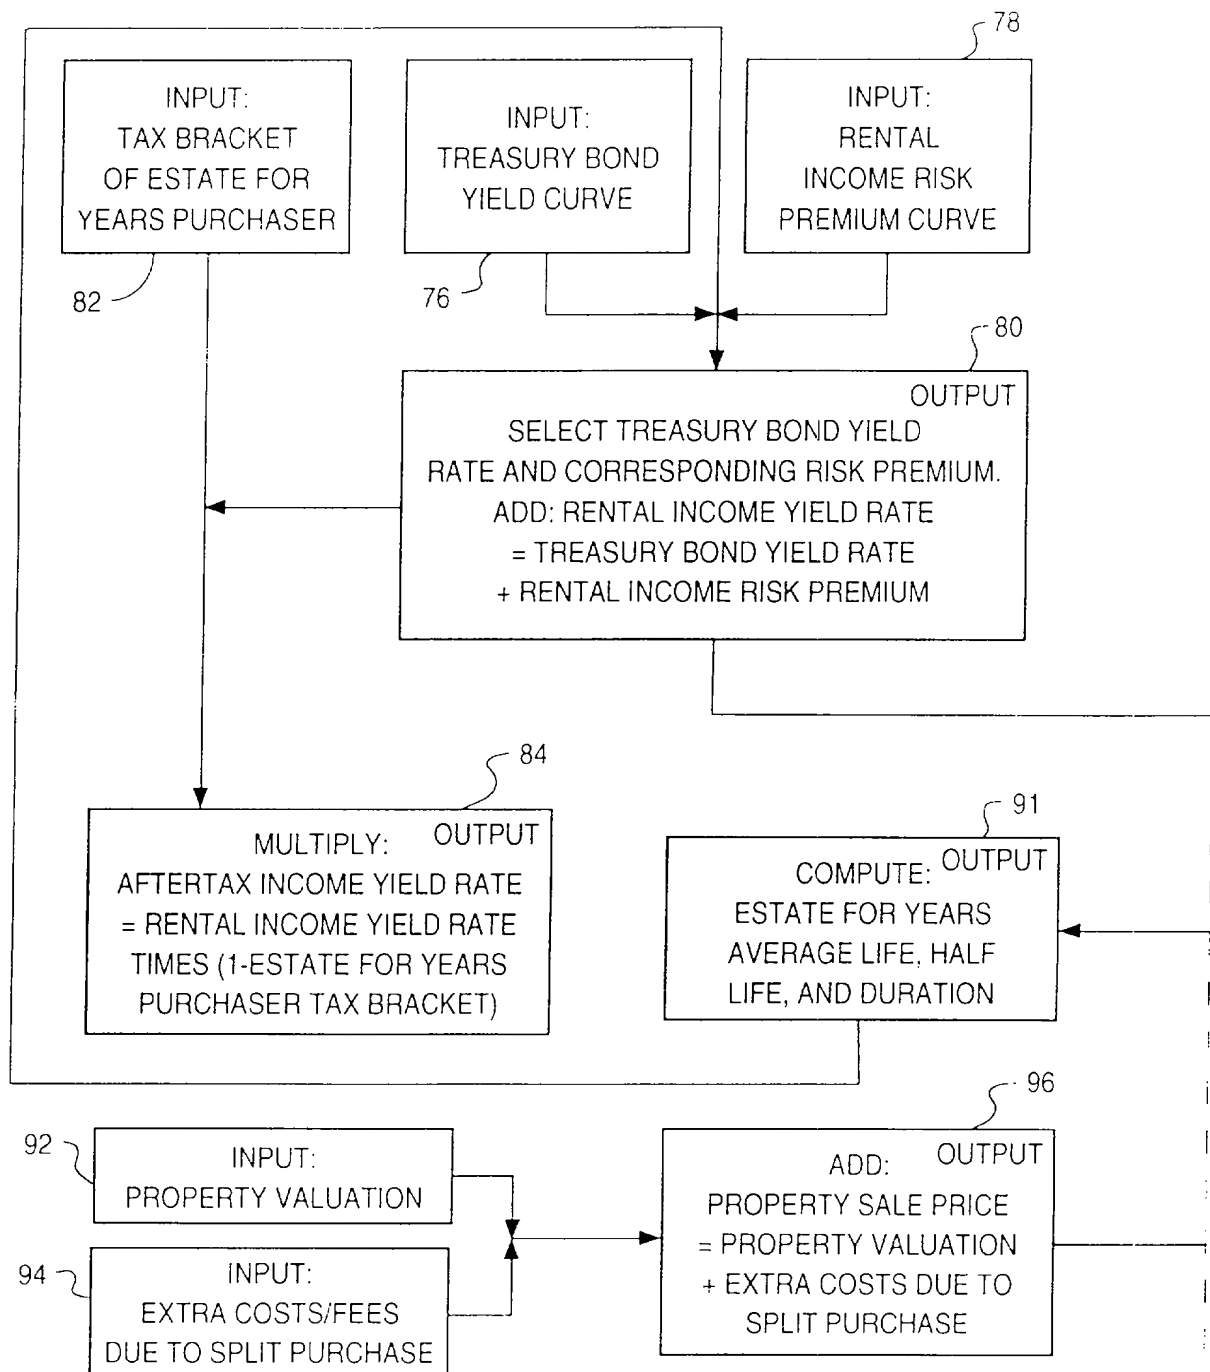 78
INPUT:
TAX BRACKET
OF ESTATE FOR
YEARS PURCHASER
82
INPUT:
TREASURY BOND
YIELD CURVE
76
INPUT:
RENTAL
INCOME RISK
PREMIUM CURVE
80
OUTPUT
SELECT TREASURY BOND YIELD
RATE AND CORRESPONDING RISK PREMIUM.
ADD: RENTAL INCOME YIELD RATE
= TREASURY BOND YIELD RATE
+ RENTAL INCOME RISK PREMIUM
84
OUTPUT
MULTIPLY:
AFTERTAX INCOME YIELD RATE
= RENTAL INCOME YIELD RATE
TIMES (1-ESTATE FOR YEARS
PURCHASER TAX BRACKET)
91
OUTPUT
COMPUTE:
ESTATE FOR YEARS
AVERAGE LIFE, HALF
LIFE, AND DURATION
92
INPUT:
PROPERTY VALUATION
94
INPUT:
EXTRA COSTS/FEES
DUE TO SPLIT PURCHASE
96
OUTPUT
ADD:
PROPERTY SALE PRICE
= PROPERTY VALUATION
+ EXTRA COSTS DUE TO
SPLIT PURCHASE